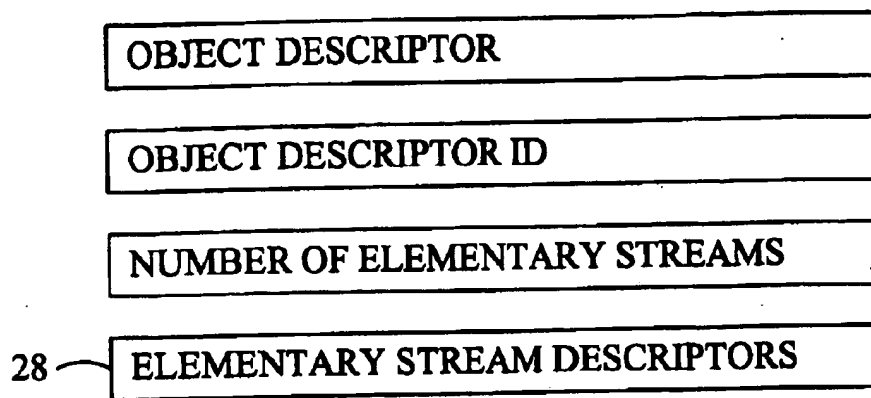 OBJECT DESCRIPTOR
OBJECT DESCRIPTOR ID
NUMBER OF ELEMENTARY STREAMS
28 ELEMENTARY STREAM DESCRIPTORS